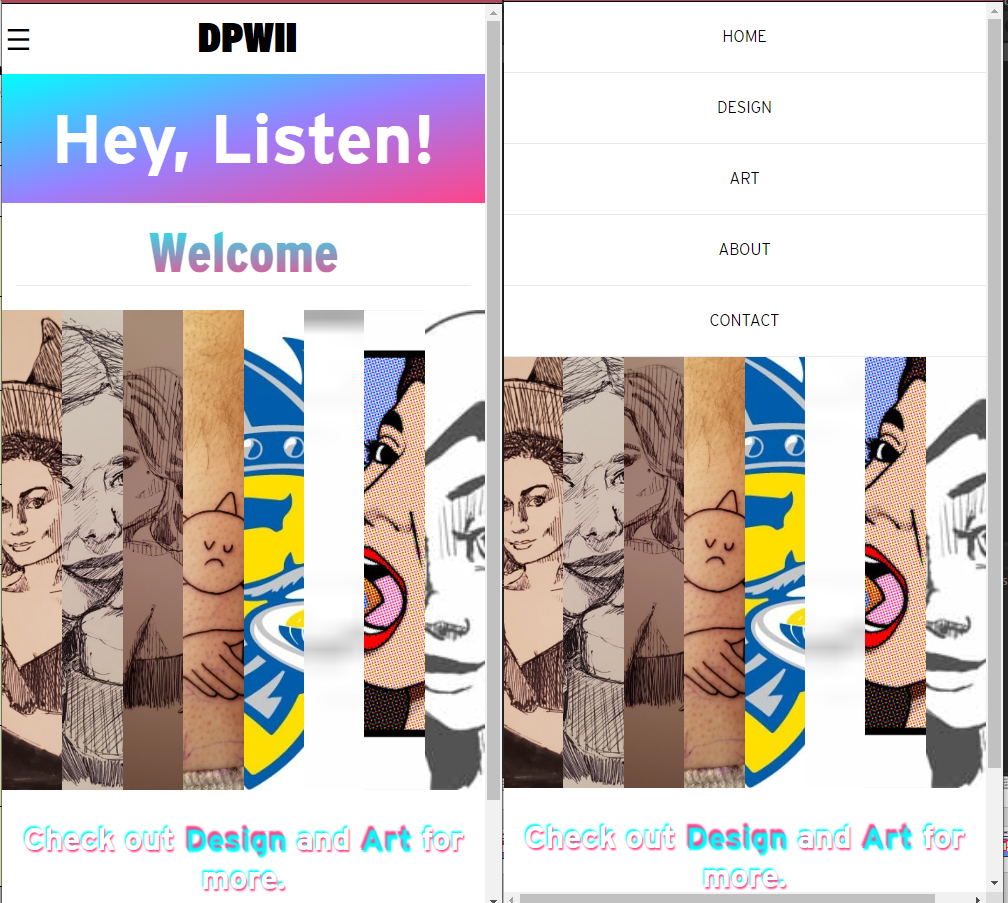 DPWII
Hey, Listen!
Welcome
Check out Design and Art for
more.
HOME
DESIGN
ART
ABOUT
CONTACT
Check out Design and Art for
more.